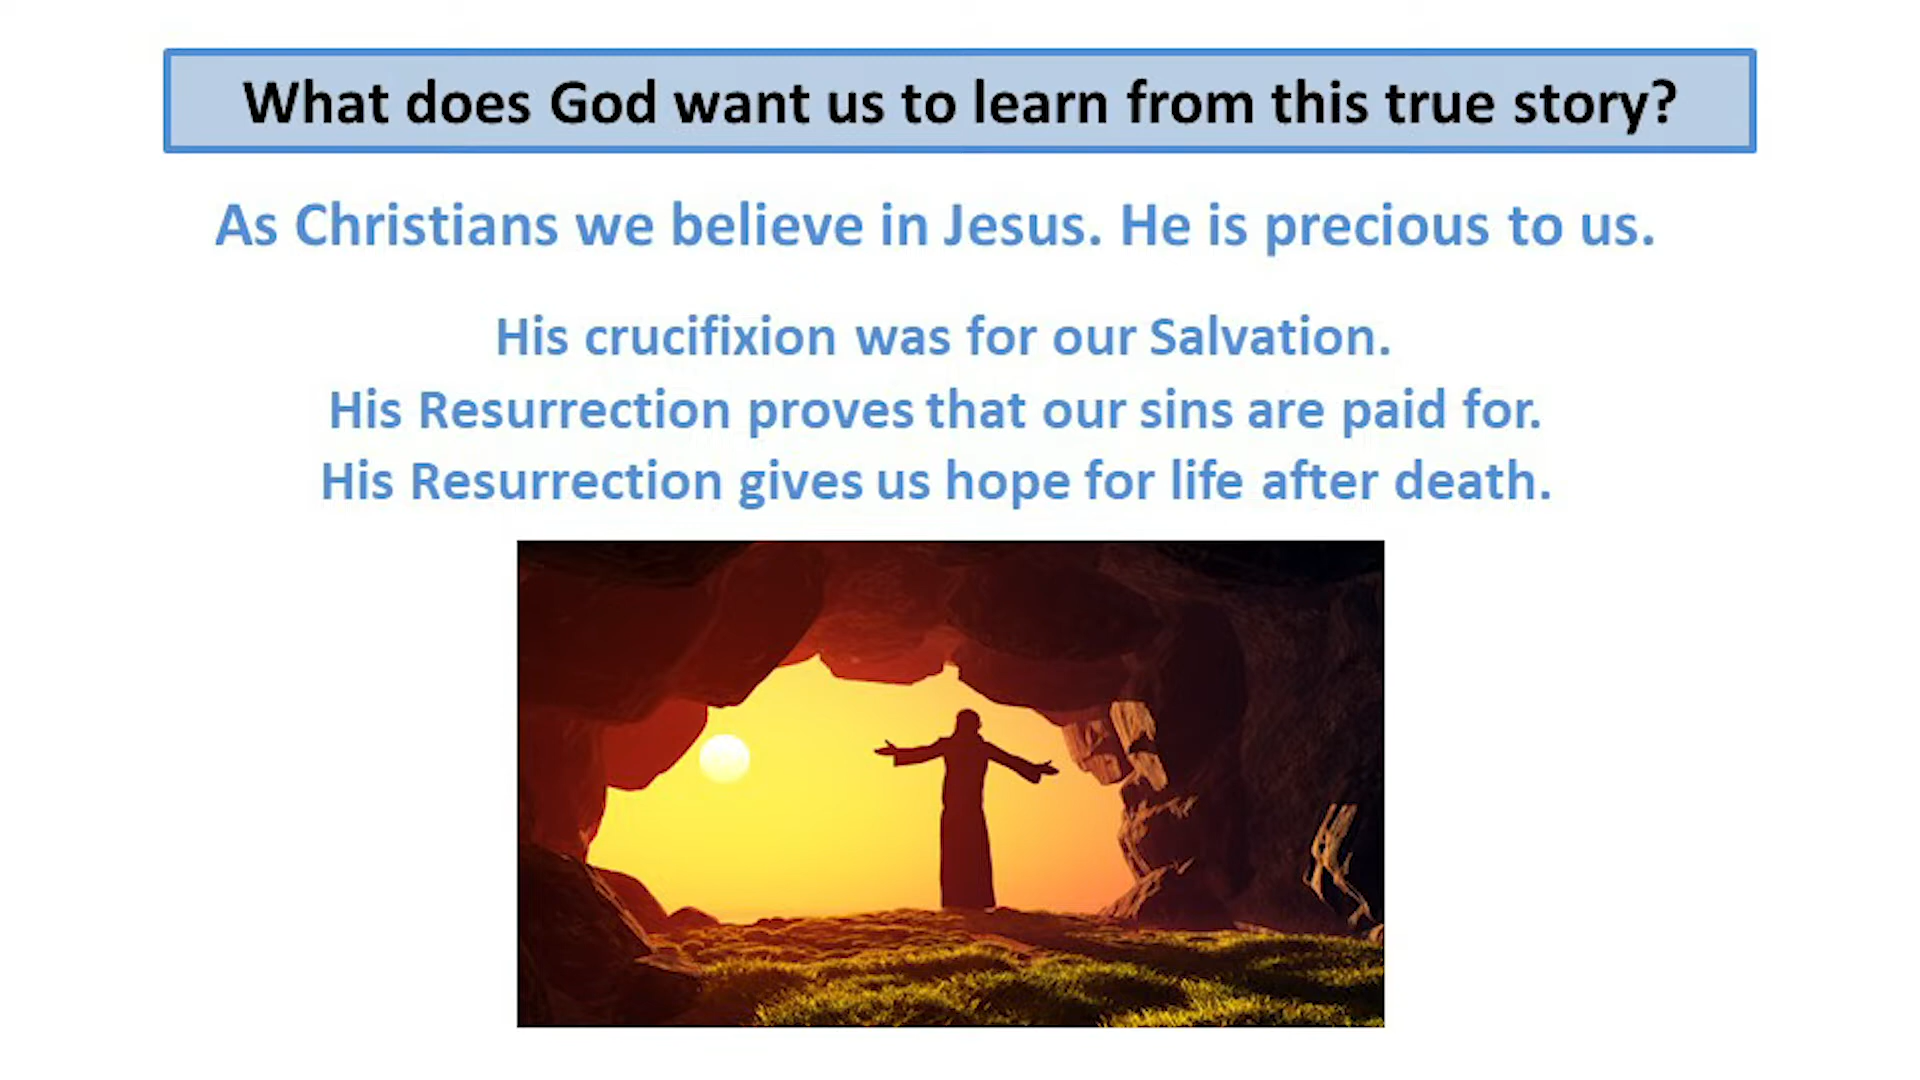 What does God want us to learn from this true story?
As Christians we believe in Jesus. He is precious to us.
His crucifixion was for our Salvation.
His Resurrection proves that our sins are paid for.
His Resurrection gives us hope for life after death.